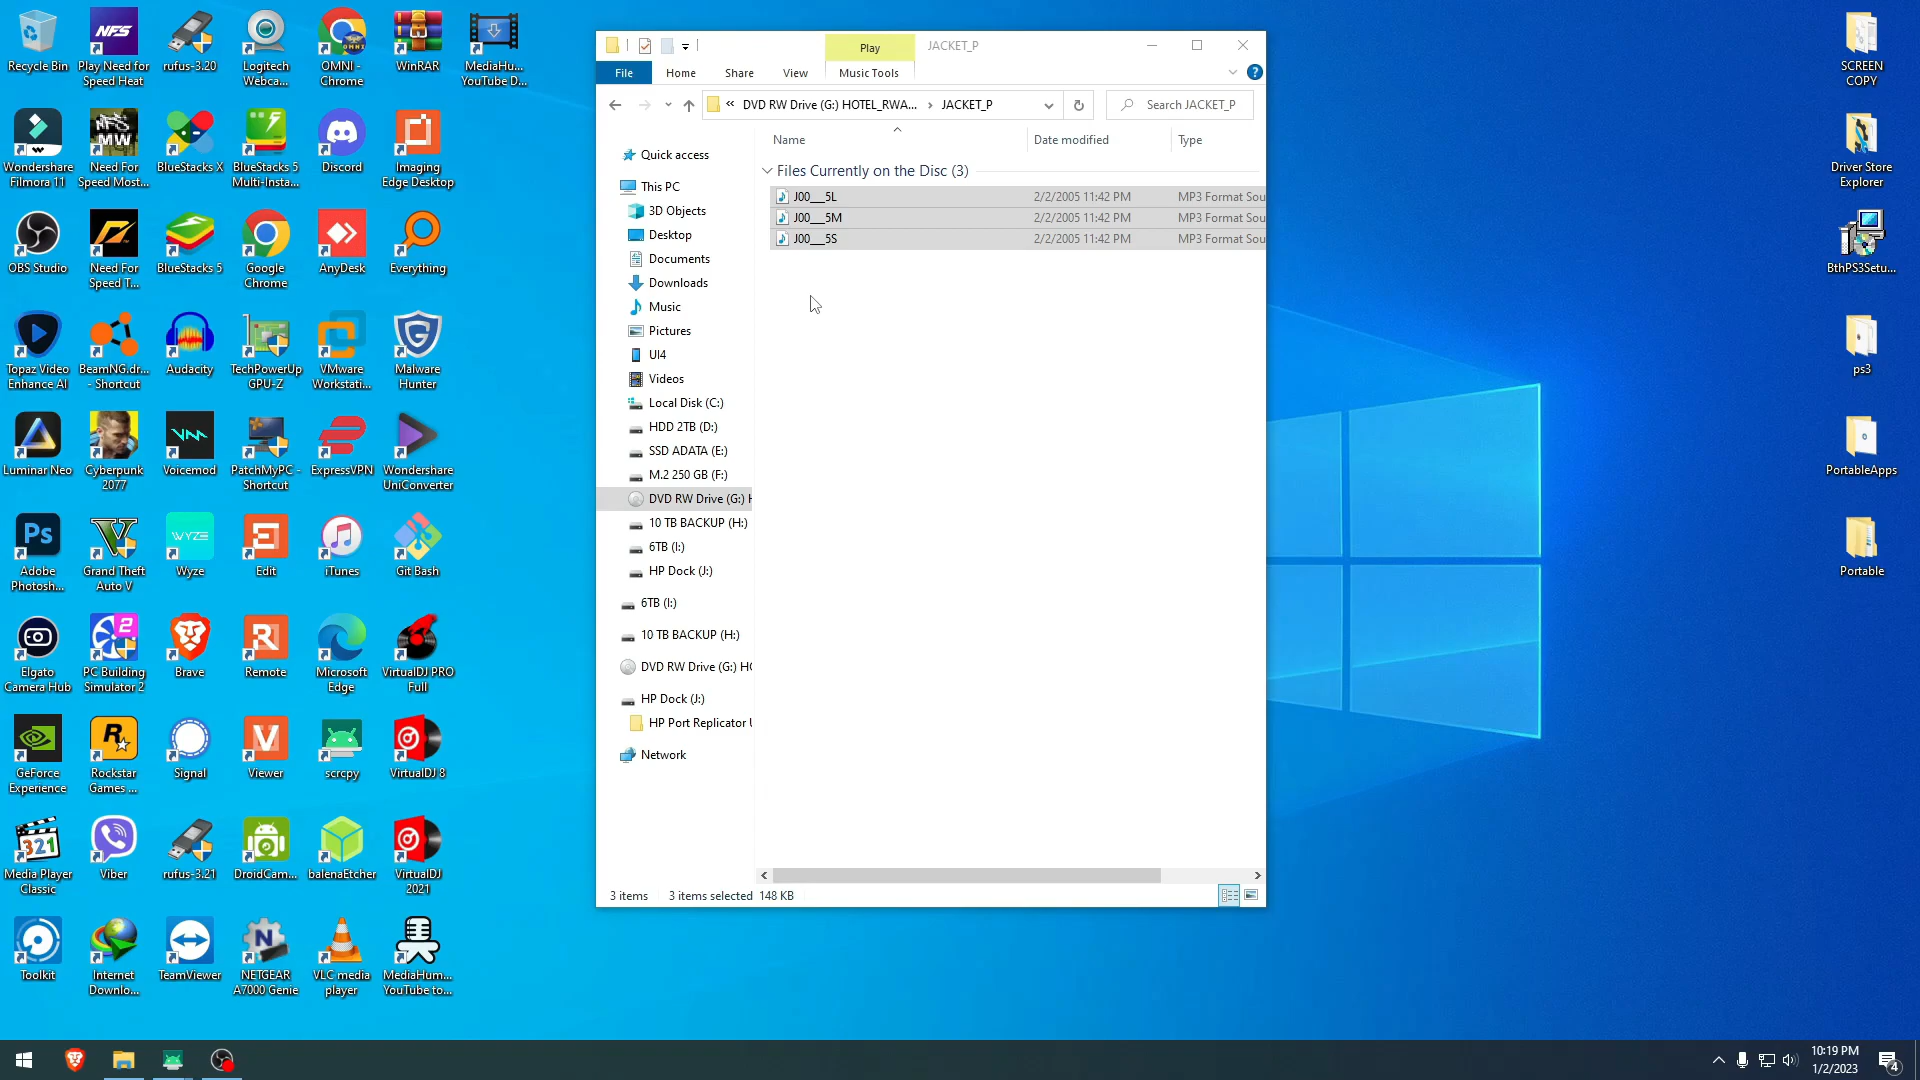 Recycle Bin
Play Need for
Speed Heat
rufus-3.20
Logitech
Webca...
OMNI -
Chrome
WinRAR
MediaHu...
YouTube D...
Wondershare
Filmora 11
Need For
Speed Most...
BlueStacks X
BlueStacks 5
Multi-Insta...
Discord
Imaging
Edge Desktop
OBS Studio
Need For
Speed T...
BlueStacks 5
Google
Chrome
AnyDesk
Everything
Topaz Video
Enhance AI
BeamNG.dr...
- Shortcut
Audacity
TechPowerUp
GPU-Z
VMware
Workstati...
Malware
Hunter
Luminar Neo
Cyberpunk
2077
Voicemod
PatchMyPC -
Shortcut
ExpressVPN
Wondershare
UniConverter
Adobe
Photosh...
Grand Theft
Auto V
Wyze
Edit
iTunes
Git Bash
Elgato
Camera Hub
PC Building
Simulator 2
Brave
Remote
Microsoft
Edge
VirtualDJ PRO
Full
GeForce
Experience
Rockstar
Games ...
Signal
Viewer
scrcpy
VirtualDJ 8
Media Player
Classic
Viber
rufus-3.21
DroidCam...
balenaEtcher
VirtualDJ
2021
Toolkit
Internet
Downlo...
TeamViewer
NETGEAR
A7000 Genie
VLC media
player
MediaHum...
YouTube to...
Play
JACKET_P
File
Home
Share
View
Music Tools
« DVD RW Drive (G:) HOTEL_RWA... › JACKET_P
Search JACKET_P
Name
Date modified
Type
Files Currently on the Disc (3)
J00___5L 2/2/2005 11:42 PM MP3 Format Sou
J00___5M 2/2/2005 11:42 PM MP3 Format Sou
J00___5S 2/2/2005 11:42 PM MP3 Format Sou
Quick access
This PC
3D Objects
Desktop
Documents
Downloads
Music
Pictures
UI4
Videos
Local Disk (C:)
HDD 2TB (D:)
SSD ADATA (E:)
M.2 250 GB (F:)
DVD RW Drive (G:) H
10 TB BACKUP (H:)
6TB (I:)
HP Dock (J:)
6TB (I:)
10 TB BACKUP (H:)
DVD RW Drive (G:) HO
HP Dock (J:)
HP Port Replicator U
Network
3 items 3 items selected 148 KB
SCREEN
COPY
Driver Store
Explorer
BthPS3Setu...
ps3
PortableApps
Portable
10:19 PM
1/2/2023
4